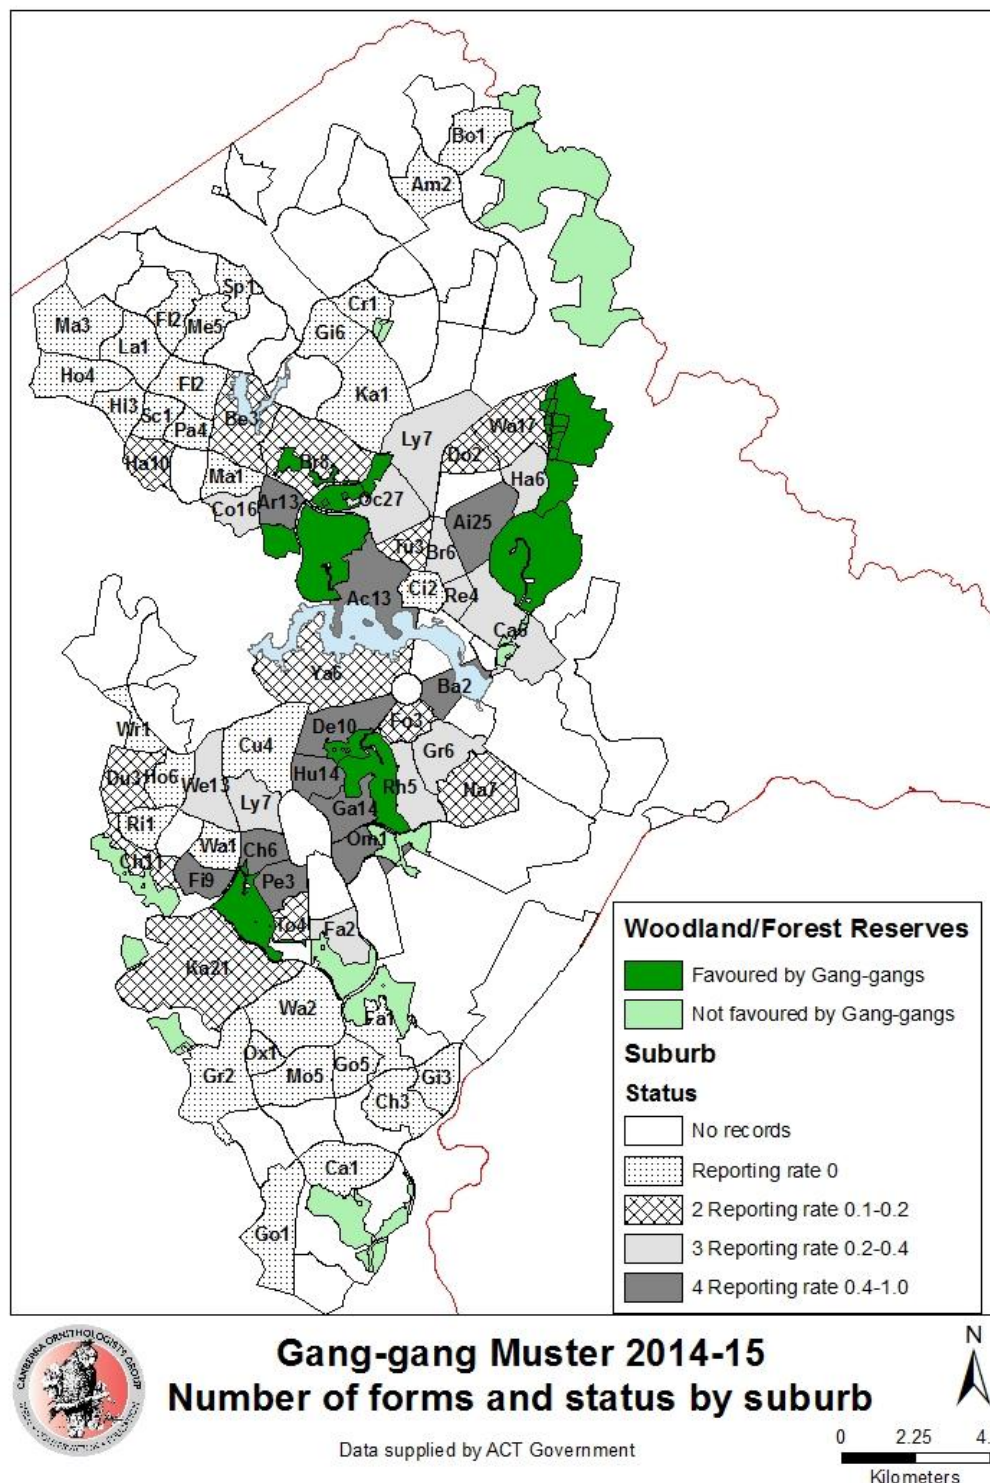 Bo1
Am2
Sp1
Cr1
Ma3
Fl2
Me5
Gi6
La1
Ho4
Fl2
Ka1
Hi3
Sc1
Be3
Pa4
Ly7
Wa17
Do2
Ha10
Br8
Ma1
Ha6
Co16
Ar13
Oc27
Ai25
Tu3
Br6
Ci2
Re4
Ac13
Ca6
Ya6
Ba2
Wr1
De10
Fo3
Cu4
Gr6
Du3
Ho6
We13
Hu14
Rh5
Na7
Ly7
Ga14
Ri1
Wa1
Ch6
Om1
Ch11
Fi9
Pe3
To4
Fa2
Ka21
Wa2
Fa1
Ox1
Go5
Gr2
Mo5
Gi3
Ch3
Ca1
Go1
Woodland/Forest Reserves
Favoured by Gang-gangs
Not favoured by Gang-gangs
Suburb
Status
No records
Reporting rate 0
2 Reporting rate 0.1-0.2
3 Reporting rate 0.2-0.4
4 Reporting rate 0.4-1.0
CANBERRA ORNITHOLOGISTS GROUP
Gang-gang Muster 2014-15
Number of forms and status by suburb
Data supplied by ACT Government
N
0 2.25 4.
Kilometers